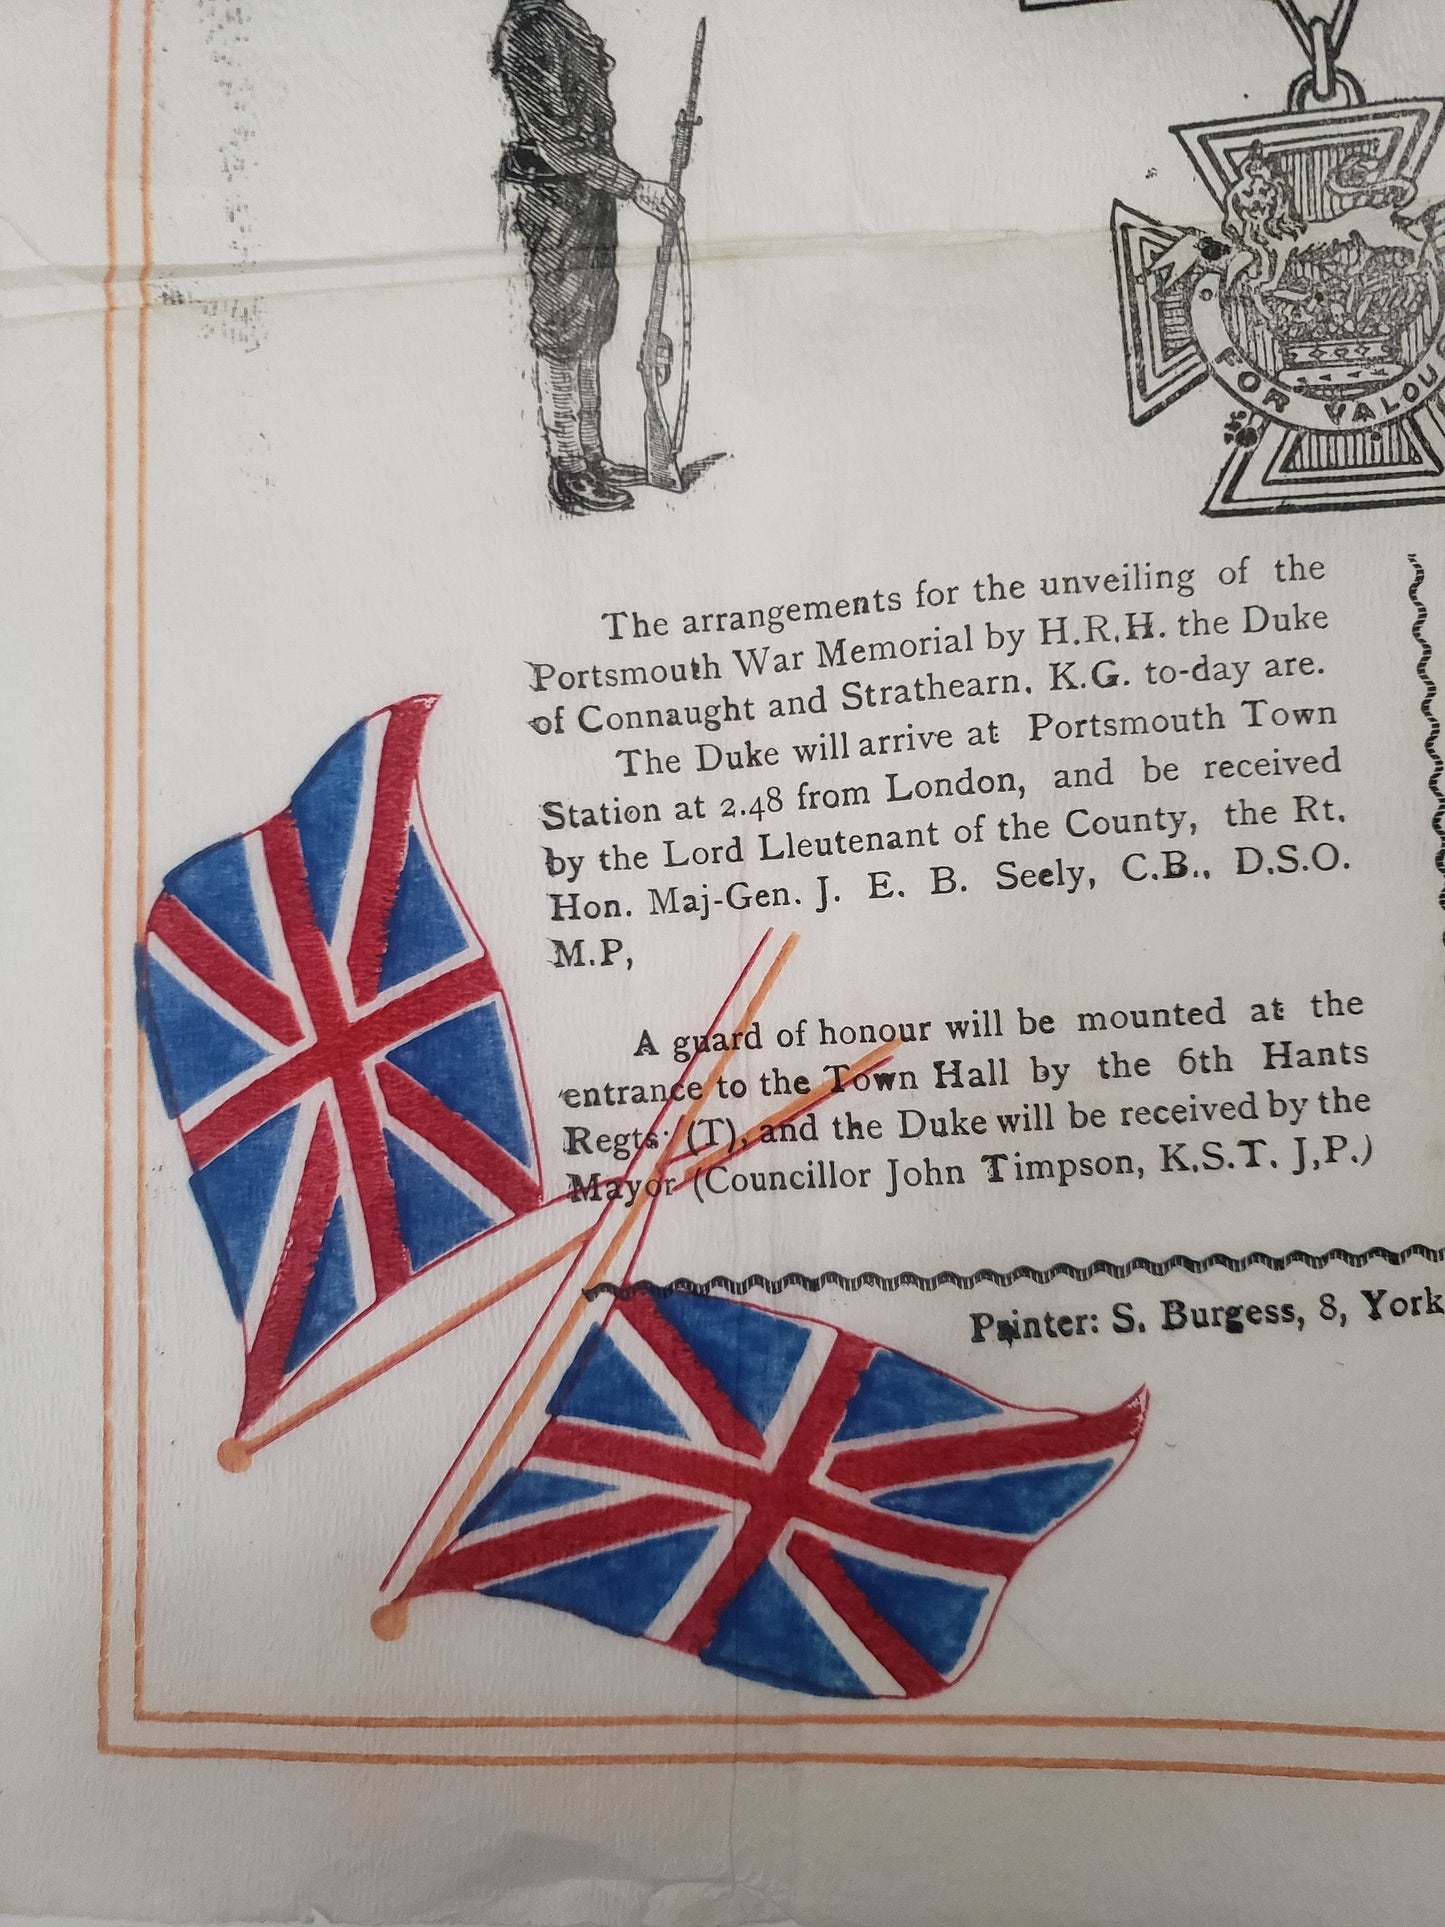 FOR VALOU
The arrangements for the unveiling of the
Portsmouth War Memorial by H.R.H. the Duke
of Connaught and Strathearn, K.G. to-day are.
The Duke will arrive at Portsmouth Town
Station at 2.48 from London, and be received
by the Lord Lleutenant of the County, the Rt.
Hon. Maj-Gen. J. E. B. Seely, C.B., D.S.O.
M.P,
A guard of honour will be mounted at the
entrance to the Town Hall by the 6th Hants
Regts. (T), and the Duke will be received by the
Mayor (Councillor John Timpson, K.S.T. J,P.)
Printer: S. Burgess, 8, York